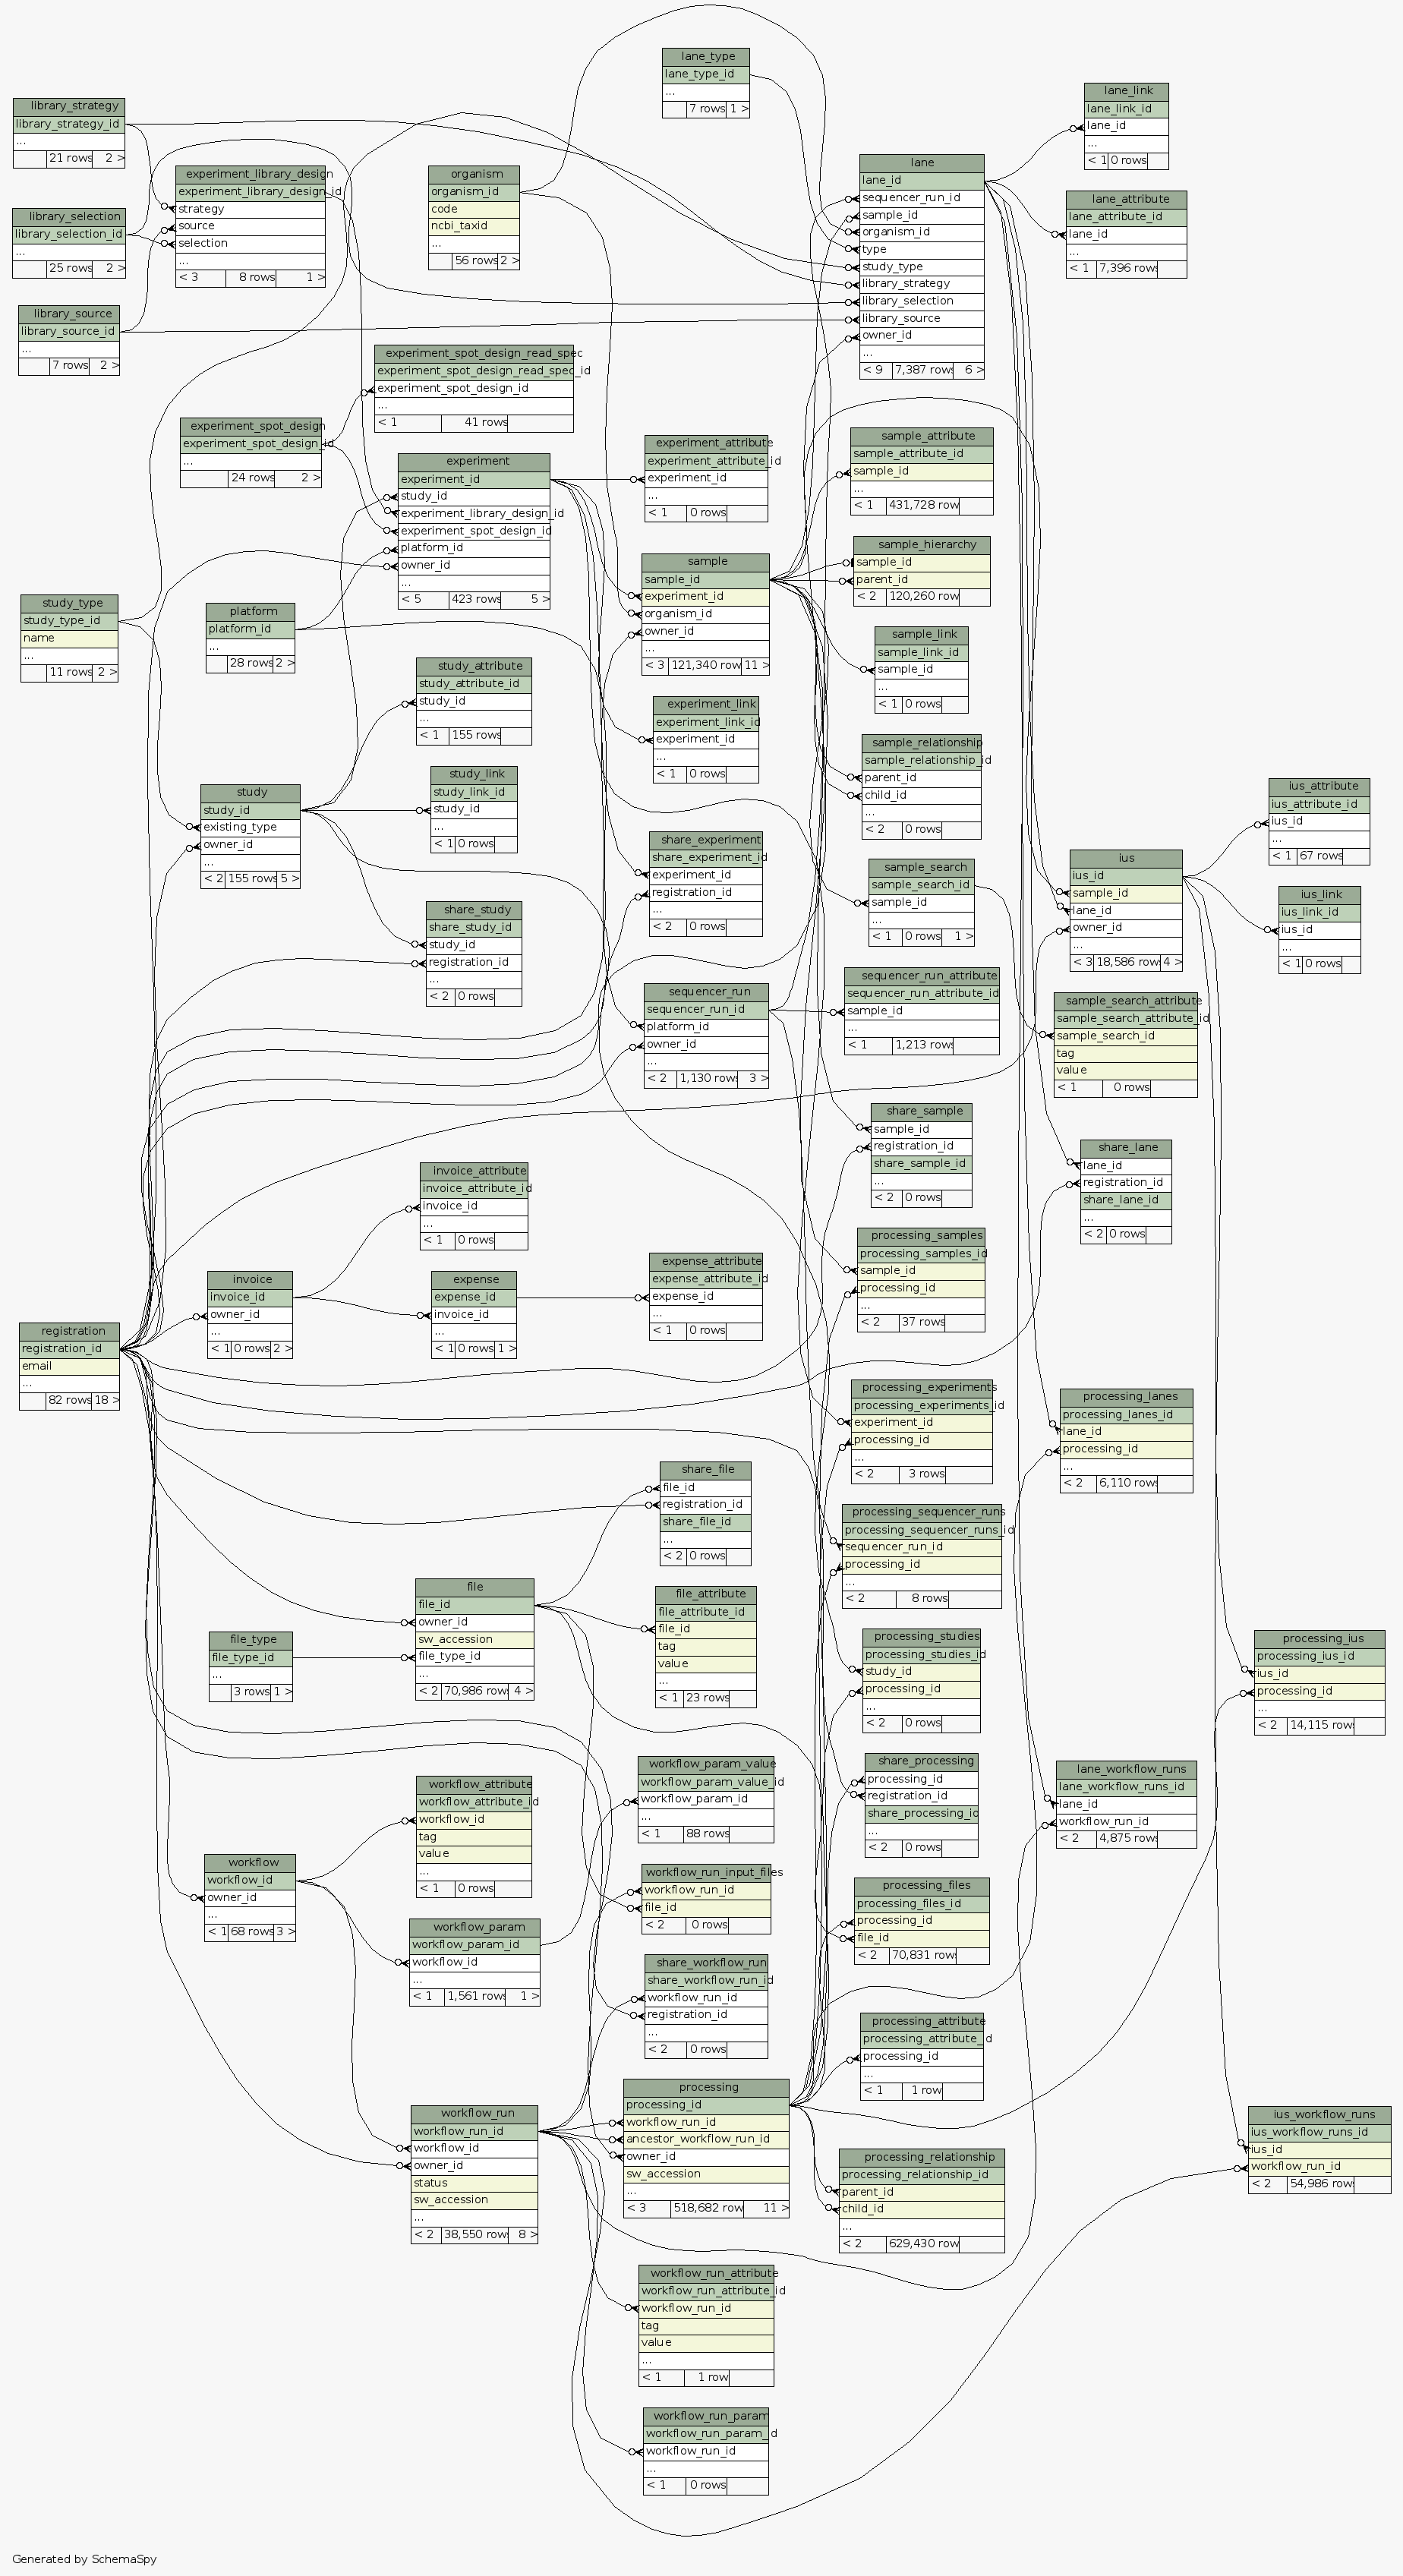 lane_type
lane_type_id
...
7 rows 1 >
library_strategy
library_strategy_id
...
21 rows 2 >
lane_link
lane_link_id
lane_id
...
< 1 0 rows
experiment_library_design
experiment_library_design_id
strategy
source
selection
...
< 3 8 rows 1 >
organism
organism_id
code
ncbi_taxid
...
56 rows 2 >
lane
lane_id
sequencer_run_id
sample_id
organism_id
type
study_type
library_strategy
library_selection
library_source
owner_id
...
< 9 7,387 rows 6 >
lane_attribute
lane_attribute_id
lane_id
...
< 1 7,396 rows
library_selection
library_selection_id
...
25 rows 2 >
library_source
library_source_id
...
7 rows 2 >
experiment_spot_design_read_spec
experiment_spot_design_read_spec_id
experiment_spot_design_id
...
< 1 41 rows
experiment_spot_design
experiment_spot_design_id
...
24 rows 2 >
experiment
experiment_id
study_id
experiment_library_design_id
experiment_spot_design_id
platform_id
owner_id
...
< 5 423 rows 5 >
experiment_attribute
experiment_attribute_id
experiment_id
...
< 1 0 rows
sample_attribute
sample_attribute_id
sample_id
...
< 1 431,728 row
sample_hierarchy
sample_id
parent_id
< 2 120,260 row
sample
sample_id
experiment_id
organism_id
owner_id
...
< 3 121,340 row 11 >
study_type
study_type_id
name
...
11 rows 2 >
platform
platform_id
...
28 rows 2 >
sample_link
sample_link_id
sample_id
...
< 1 0 rows
study_attribute
study_attribute_id
study_id
...
< 1 155 rows
experiment_link
experiment_link_id
experiment_id
...
< 1 0 rows
sample_relationship
sample_relationship_id
parent_id
child_id
...
< 2 0 rows
study
study_id
existing_type
owner_id
...
< 2 155 rows 5 >
study_link
study_link_id
study_id
...
< 1 0 rows
share_experiment
share_experiment_id
experiment_id
registration_id
...
< 2 0 rows
sample_search
sample_search_id
sample_id
...
< 1 0 rows 1 >
ius
ius_id
sample_id
lane_id
owner_id
...
< 3 18,586 rows 4 >
ius_attribute
ius_attribute_id
ius_id
...
< 1 67 rows
ius_link
ius_link_id
ius_id
...
< 1 0 rows
share_study
share_study_id
study_id
registration_id
...
< 2 0 rows
sequencer_run
sequencer_run_id
platform_id
owner_id
...
< 2 1,130 rows 3 >
sequencer_run_attribute
sequencer_run_attribute_id
sample_id
...
< 1 1,213 rows
sample_search_attribute
sample_search_attribute_id
sample_search_id
tag
value
< 1 0 rows
share_sample
sample_id
registration_id
share_sample_id
...
< 2 0 rows
share_lane
lane_id
registration_id
share_lane_id
...
< 2 0 rows
invoice_attribute
invoice_attribute_id
invoice_id
...
< 1 0 rows
invoice
invoice_id
owner_id
...
< 1 0 rows 2 >
expense
expense_id
invoice_id
...
< 1 0 rows 1 >
expense_attribute
expense_attribute_id
expense_id
...
< 1 0 rows
processing_samples
processing_samples_id
sample_id
processing_id
...
< 2 37 rows
registration
registration_id
email
...
82 rows 18 >
processing_experiments
processing_experiments_id
experiment_id
processing_id
...
< 2 3 rows
processing_lanes
processing_lanes_id
lane_id
processing_id
...
< 2 6,110 rows
share_file
file_id
registration_id
share_file_id
...
< 2 0 rows
processing_sequencer_runs
processing_sequencer_runs_id
sequencer_run_id
processing_id
...
< 2 8 rows
file
file_id
owner_id
sw_accession
file_type_id
...
< 2 70,986 rows 4 >
file_type
file_type_id
...
3 rows 1 >
file_attribute
file_attribute_id
file_id
tag
value
...
< 1 23 rows
processing_studies
processing_studies_id
study_id
processing_id
...
< 2 0 rows
processing_ius
processing_ius_id
ius_id
processing_id
...
< 2 14,115 rows
workflow_param_value
workflow_param_value_id
workflow_param_id
...
< 1 88 rows
share_processing
processing_id
registration_id
share_processing_id
...
< 2 0 rows
lane_workflow_runs
lane_workflow_runs_id
lane_id
workflow_run_id
< 2 4,875 rows
workflow_attribute
workflow_attribute_id
workflow_id
tag
value
...
< 1 0 rows
workflow
workflow_id
owner_id
...
< 1 68 rows 3 >
workflow_run_input_files
workflow_run_id
file_id
< 2 0 rows
processing_files
processing_files_id
processing_id
file_id
< 2 70,831 row
workflow_param
workflow_param_id
workflow_id
...
< 1 1,561 rows 1 >
share_workflow_run
share_workflow_run_id
workflow_run_id
registration_id
...
< 2 0 rows
processing_attribute
processing_attribute_id
processing_id
...
< 1 1 row
workflow_run
workflow_run_id
workflow_id
owner_id
status
sw_accession
...
< 2 38,550 rows 8 >
processing
processing_id
workflow_run_id
ancestor_workflow_run_id
owner_id
sw_accession
...
< 3 518,682 row 11 >
processing_relationship
processing_relationship_id
parent_id
child_id
...
< 2 629,430 row
ius_workflow_runs
ius_workflow_runs_id
ius_id
workflow_run_id
< 2 54,986 rows
workflow_run_attribute
workflow_run_attribute_id
workflow_run_id
tag
value
...
< 1 1 row
workflow_run_param
workflow_run_param_id
workflow_run_id
...
< 1 0 rows
Generated by SchemaSpy